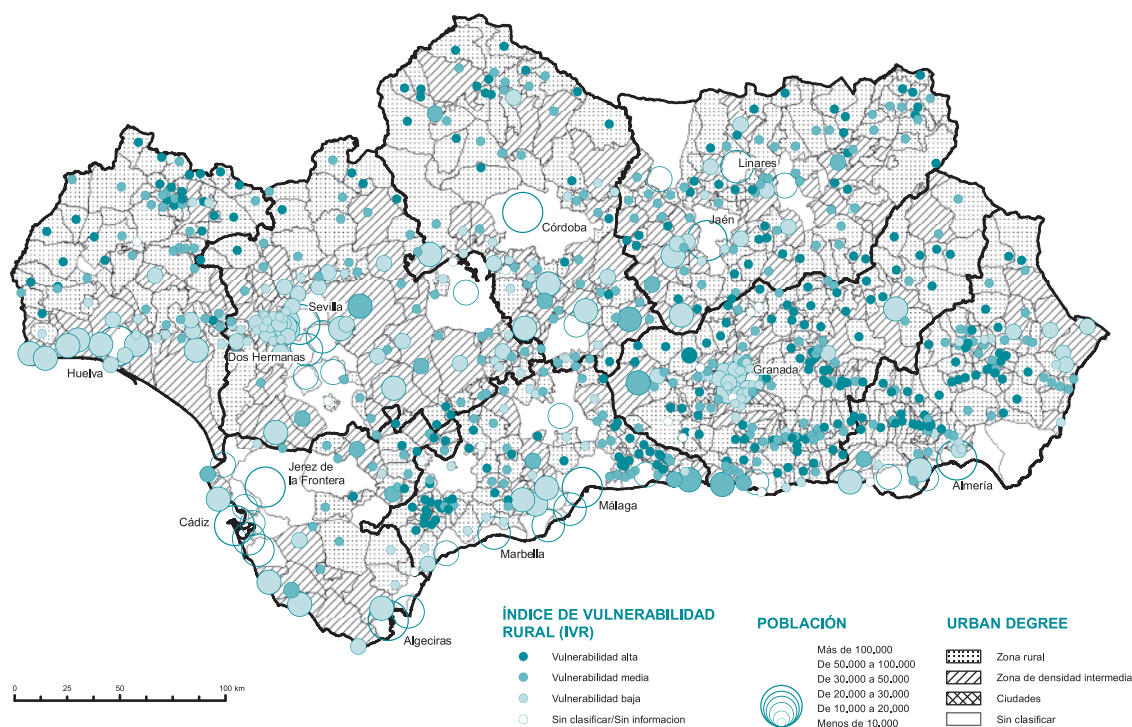 Linares
Jaén
Córdoba
Sevilla
Dos Hermanas
Huelva
Granada
Jerez de
la Frontera
Cádiz
Málaga
Almería
Marbella
Algeciras
ÍNDICE DE VULNERABILIDAD
RURAL (IVR)
Vulnerabilidad alta
Vulnerabilidad media
Vulnerabilidad baja
Sin clasificar/Sin informacion
POBLACIÓN
Más de 100.000
De 50.000 a 100.000
De 30.000 a 50.000
De 20.000 a 30.000
De 10.000 a 20.000
Menos de 10.000
URBAN DEGREE
Zona rural
Zona de densidad intermedia
Ciudades
Sin clasificar
0 25 50 100 km